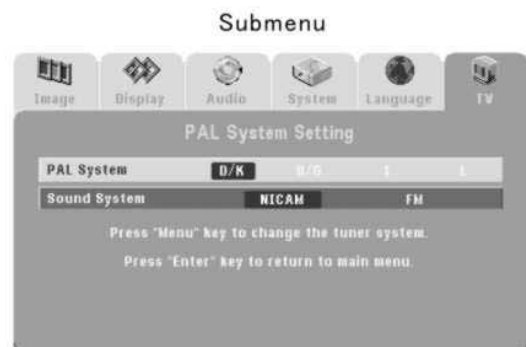 Submenu
Image Display Audio System Language TV
PAL System Setting
PAL System D/K B/G I L
Sound System NICAM FM
Press "Menu" key to change the tuner system.
Press "Enter" key to return to main menu.